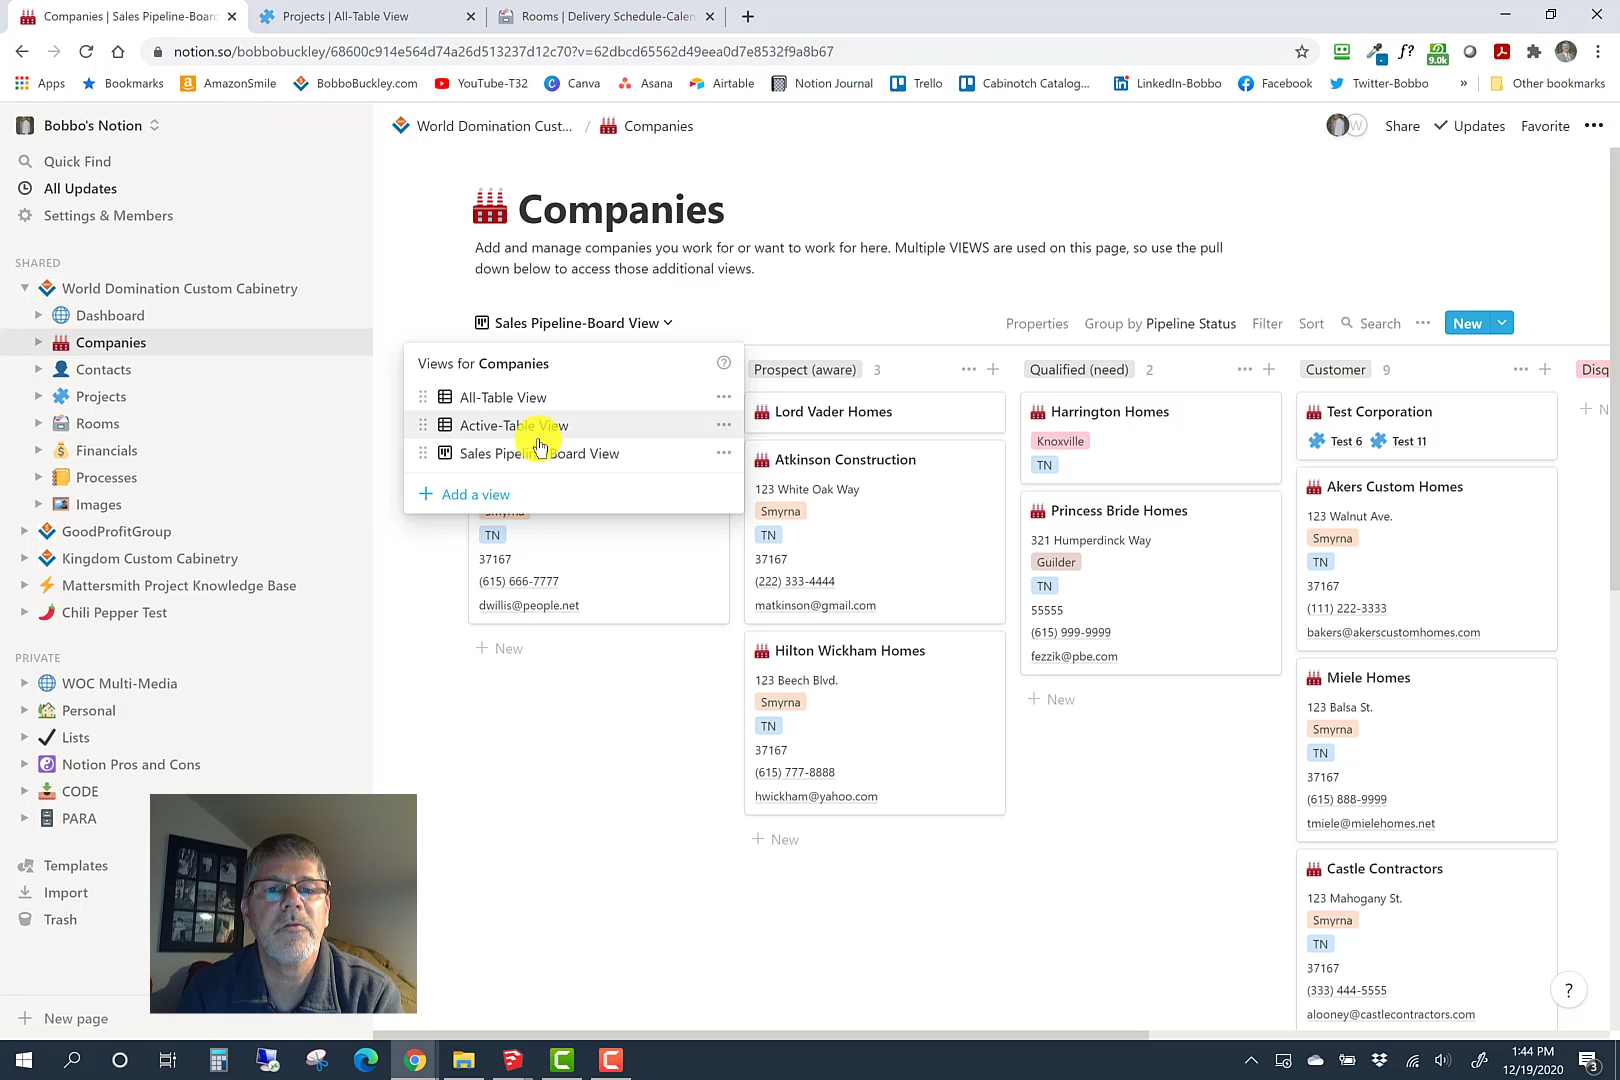 Companies | Sales Pipeline-Board
Projects | All-Table View
Rooms | Delivery Schedule-Calen
notion.so/bobbobuckley/68600c914e564d74a26d513237d12c70?v=62dbcd65562d49eea0d7e8532f9a8b67
f?
9.0k
Apps
Bookmarks
AmazonSmile
BobboBuckley.com
YouTube-T32
Canva
Asana
Airtable
Notion Journal
Trello
Cabinotch Catalog...
LinkedIn-Bobbo
Facebook
Twitter-Bobbo
»
Other bookmarks
Bobbo's Notion
Quick Find
All Updates
Settings & Members
SHARED
World Domination Custom Cabinetry
Dashboard
Companies
Contacts
Projects
Rooms
Financials
Processes
Images
GoodProfitGroup
Kingdom Custom Cabinetry
Mattersmith Project Knowledge Base
Chili Pepper Test
PRIVATE
WOC Multi-Media
Personal
Lists
Notion Pros and Cons
CODE
PARA
Templates
Import
Trash
New page
World Domination Cust... / Companies
W
Share
Updates
Favorite
Companies
Add and manage companies you work for or want to work for here. Multiple VIEWS are used on this page, so use the pull
down below to access those additional views.
Sales Pipeline-Board View
Properties
Group by Pipeline Status
Filter
Sort
Search
New
Views for Companies
?
All-Table View
Active-Table View
Sales Pipeline-Board View
Add a view
Smyrna
TN
37167
(615) 666-7777
dwillis@people.net
New
Prospect (aware) 3
Lord Vader Homes
Atkinson Construction
123 White Oak Way
Smyrna
TN
37167
(222) 333-4444
matkinson@gmail.com
Hilton Wickham Homes
123 Beech Blvd.
Smyrna
TN
37167
(615) 777-8888
hwickham@yahoo.com
New
Qualified (need) 2
Harrington Homes
Knoxville
TN
Princess Bride Homes
321 Humperdinck Way
Guilder
TN
55555
(615) 999-9999
fezzik@pbe.com
New
Customer 9
Test Corporation
Test 6 Test 11
Akers Custom Homes
123 Walnut Ave.
Smyrna
TN
37167
(111) 222-3333
bakers@akerscustomhomes.com
Miele Homes
123 Balsa St.
Smyrna
TN
37167
(615) 888-9999
tmiele@mielehomes.net
Castle Contractors
123 Mahogany St.
Smyrna
TN
37167
(333) 444-5555
alooney@castlecontractors.com
Disq
N
?
1:44 PM
12/19/2020
3